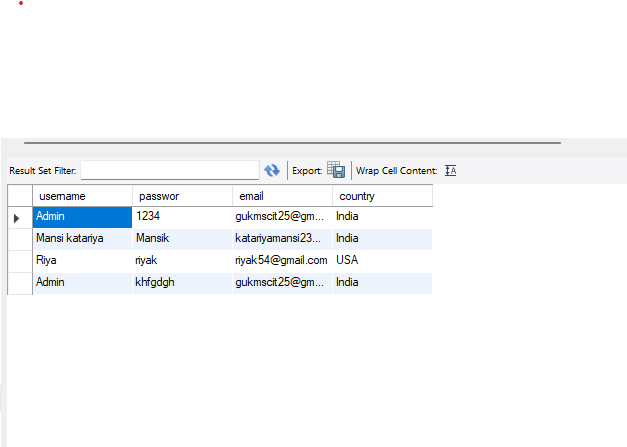 Result Set Filter: Export: Wrap Cell Content:
username passwor email country
Admin 1234 gukmscit25@gm... India
Mansi katariya Mansik katariyamansi23... India
Riya riyak riyak54@gmail.com USA
Admin khfgdgh gukmscit25@gm... India